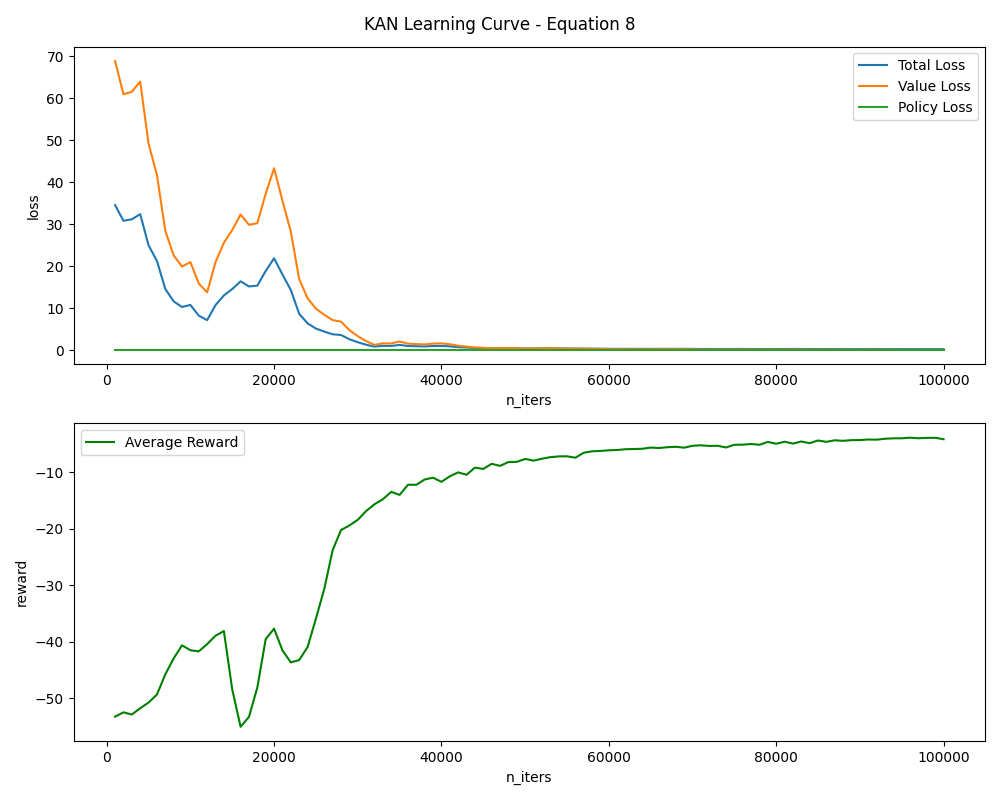 KAN Learning Curve - Equation 8
70
60
50
40
30
20
10
0
loss
Total Loss
Value Loss
Policy Loss
0 20000 40000 60000 80000 100000
n_iters
Average Reward
−10
−20
−30
−40
−50
reward
0 20000 40000 60000 80000 100000
n_iters